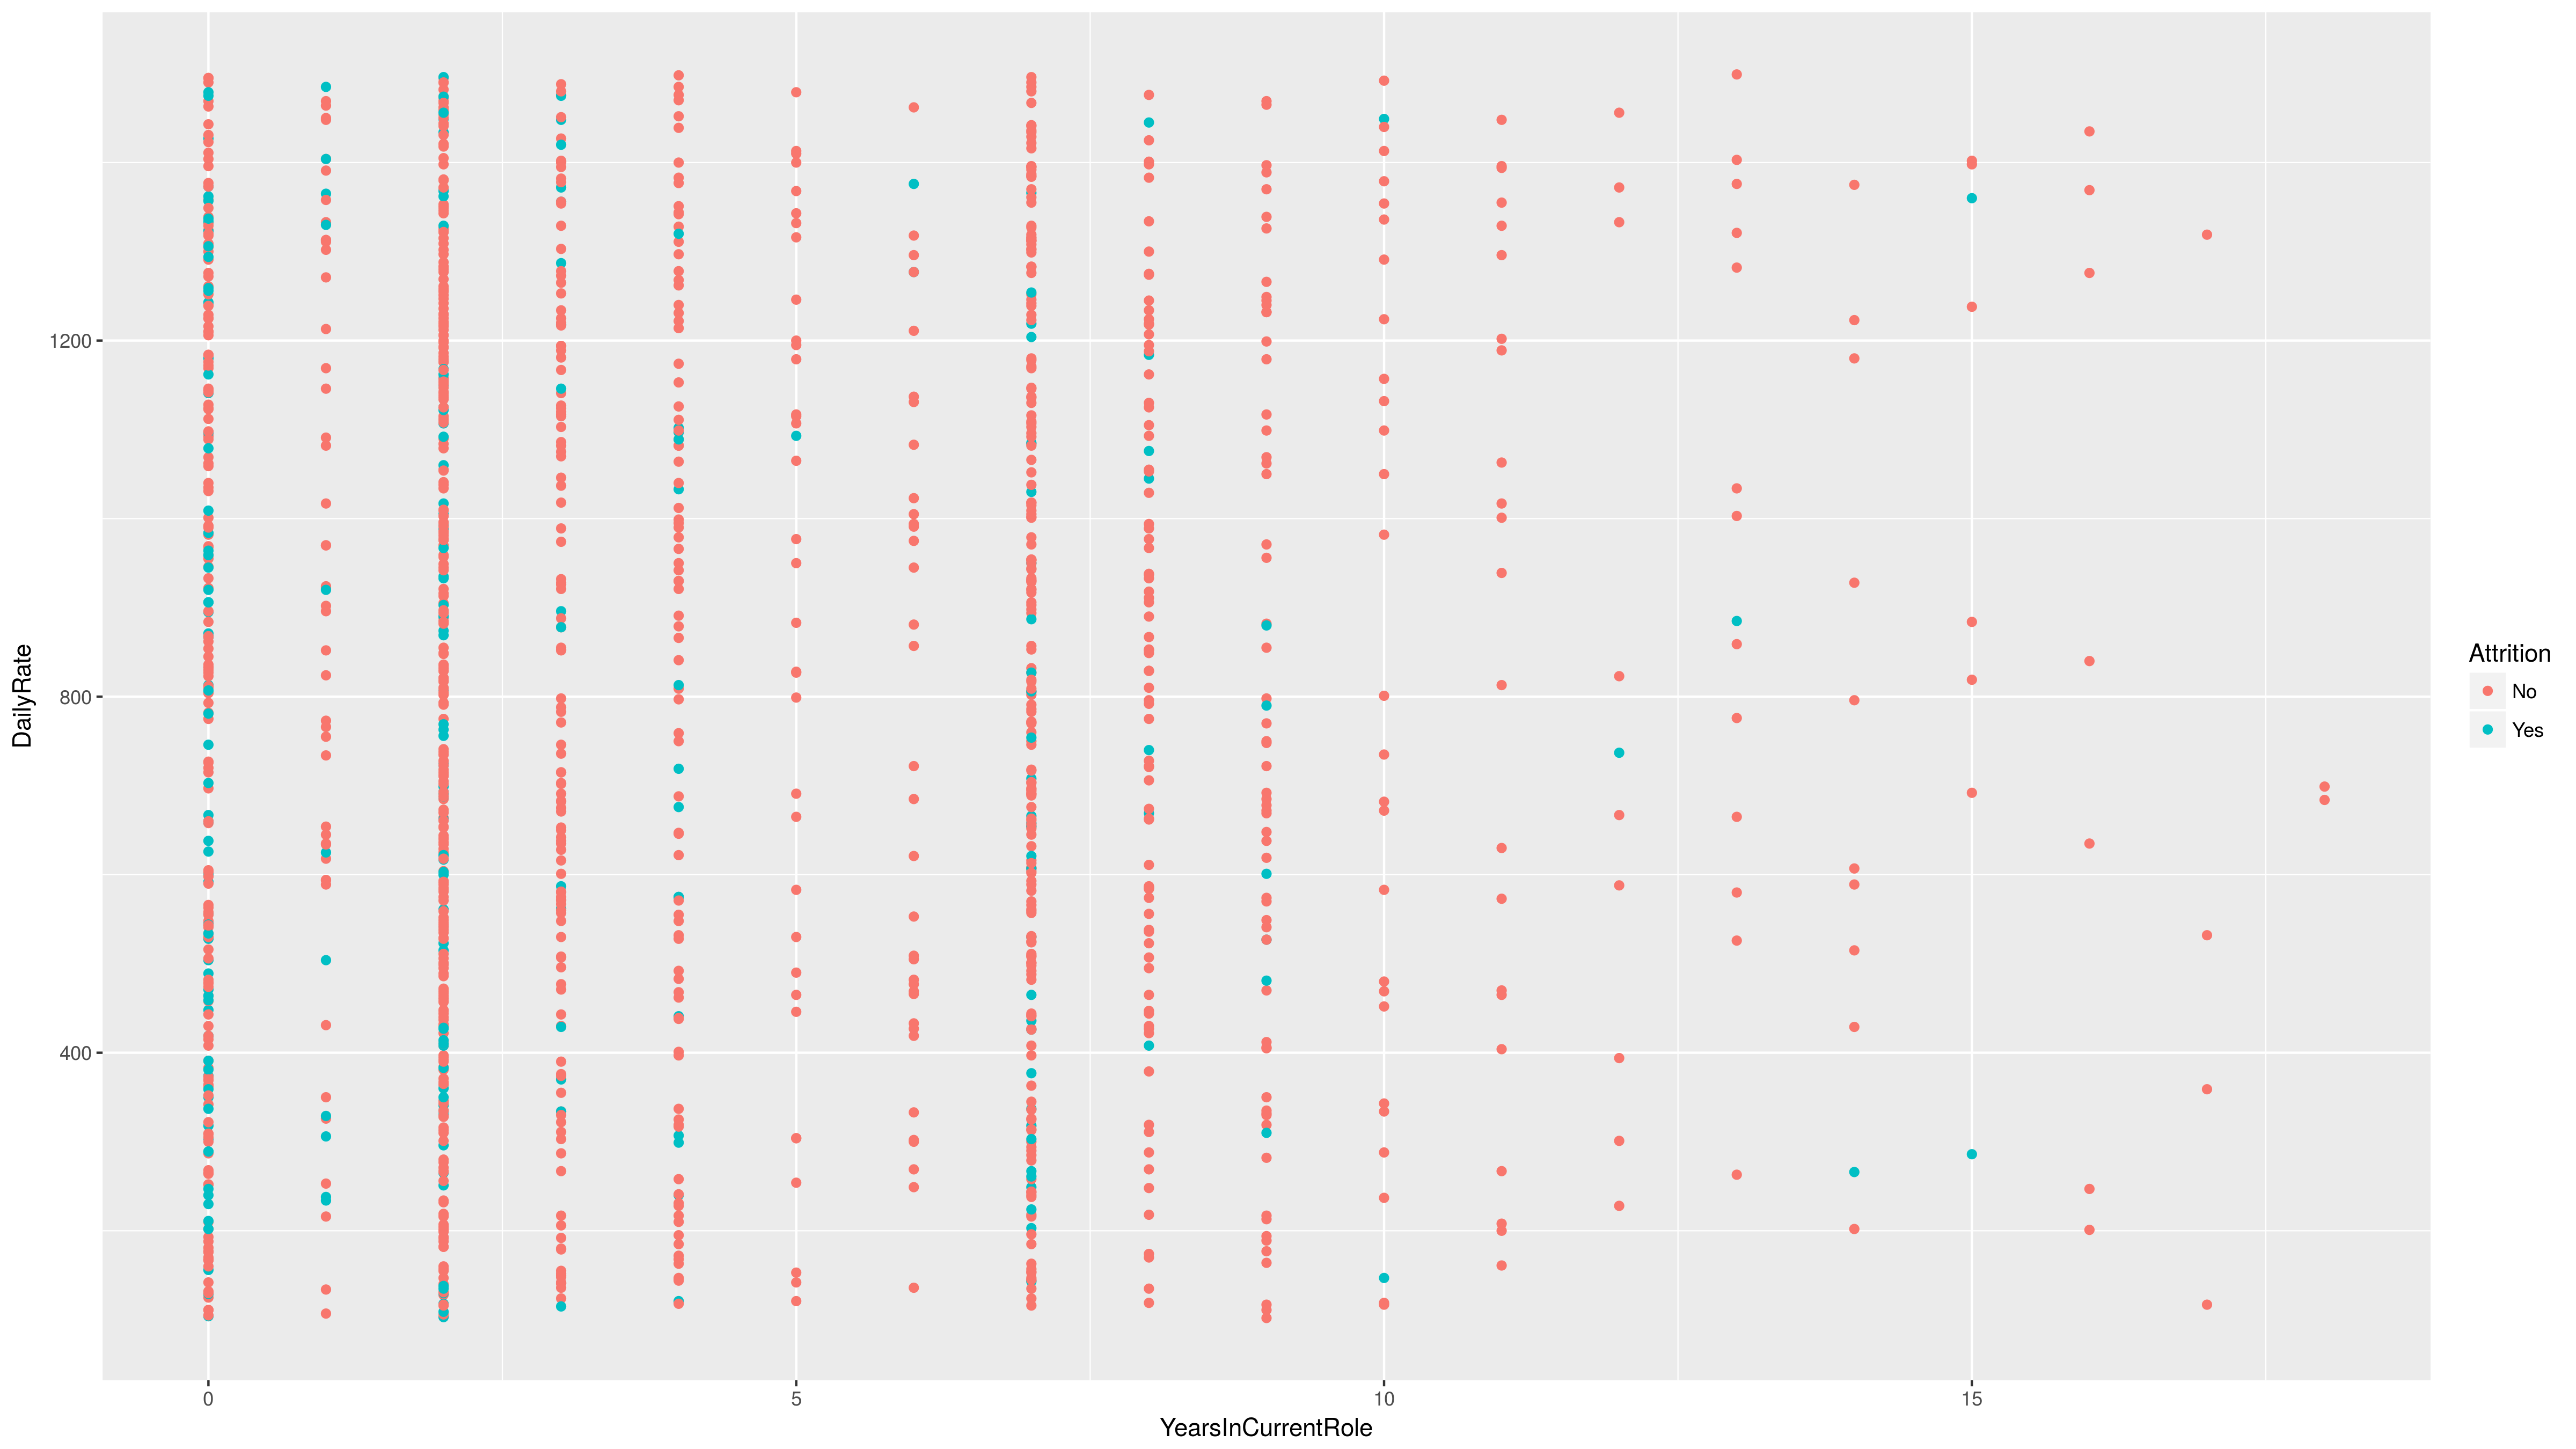 DailyRate
1200
800
400
0
5
10
15
YearsInCurrentRole
Attrition
No
Yes